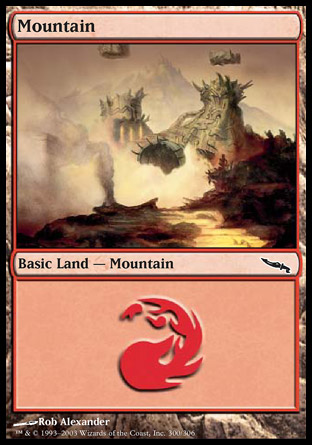 Mountain
Basic Land — Mountain
Rob Alexander
™ & © 1993–2003 Wizards of the Coast, Inc. 300/306